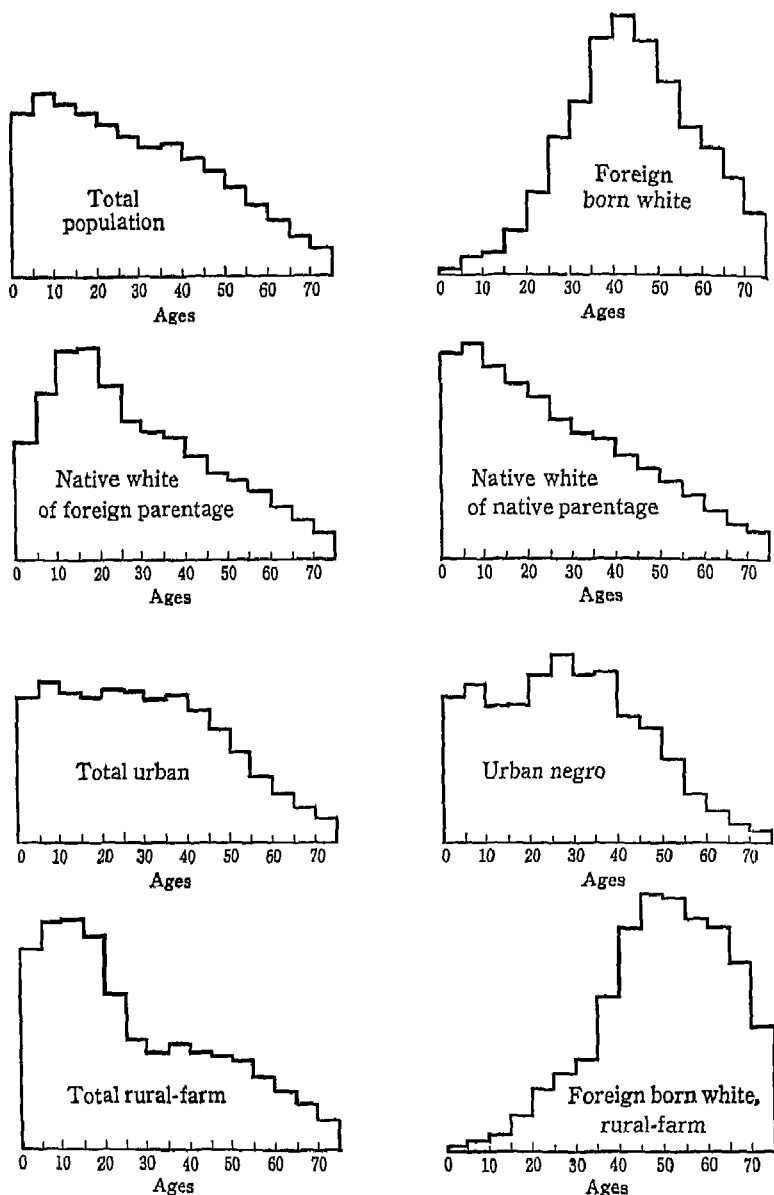 Total
population
0 10 20 30 40 50 60 70
Ages
Foreign
born white
0 10 20 30 40 50 60 70
Ages
Native white
of foreign parentage
0 10 20 30 40 50 60 70
Ages
Native white
of native parentage
0 10 20 30 40 50 60 70
Ages
Total urban
0 10 20 30 40 50 60 70
Ages
Urban negro
0 10 20 30 40 50 60 70
Ages
Total rural-farm
0 10 20 30 40 50 60 70
Ages
Foreign born white,
rural-farm
0 10 20 30 40 50 60 70
Ages